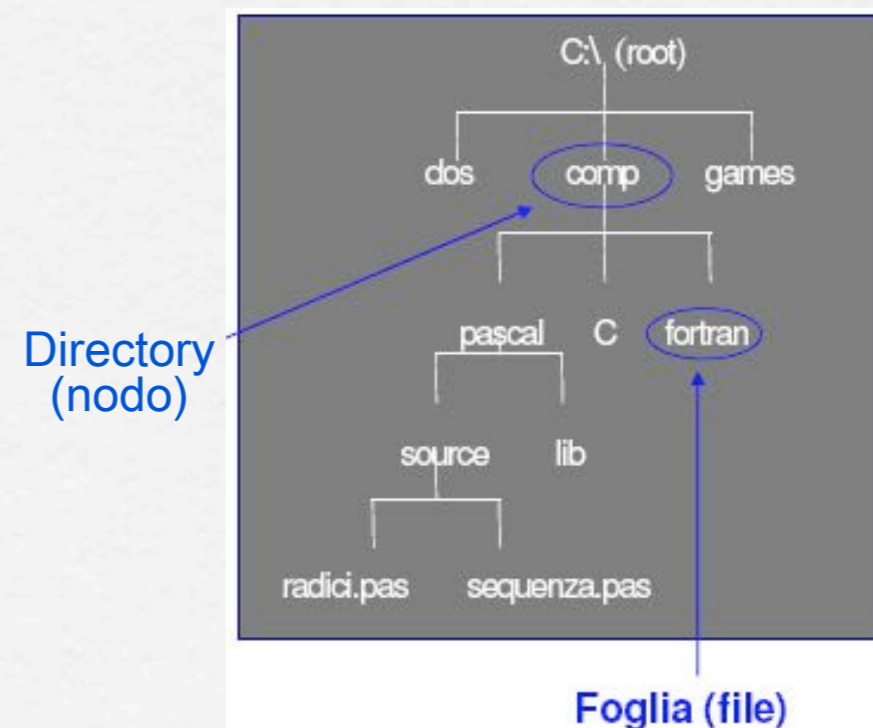 C:\ (root)
dos comp games
Directory
(nodo)
pascal C fortran
source lib
radici.pas sequenza.pas
Foglia (file)